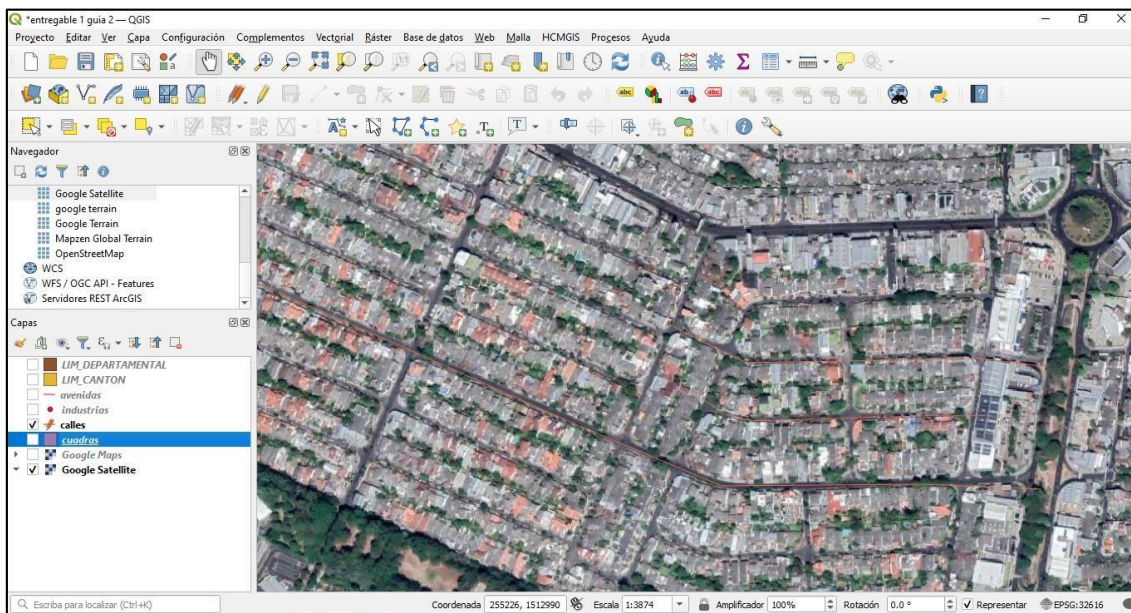 *entregable 1 guia 2 — QGIS
Proyecto Editar Ver Capa Configuración Complementos Vectorial Ráster Base de datos Web Malla HCMGIS Procesos Ayuda
abc abc abc
Navegador
Google Satellite
google terrain
Google Terrain
Mapzen Global Terrain
OpenStreetMap
WCS
WFS / OGC API - Features
Servidores REST ArcGIS
Capas
LIM_DEPARTAMENTAL
LIM_CANTON
avenidas
industrias
calles
cuadras
Google Maps
Google Satellite
Escriba para localizar (Ctrl+K) Coordenada 255226, 1512990 Escala 1:3874 Amplificador 100% Rotación 0.0 ° Representar EPSG:32616